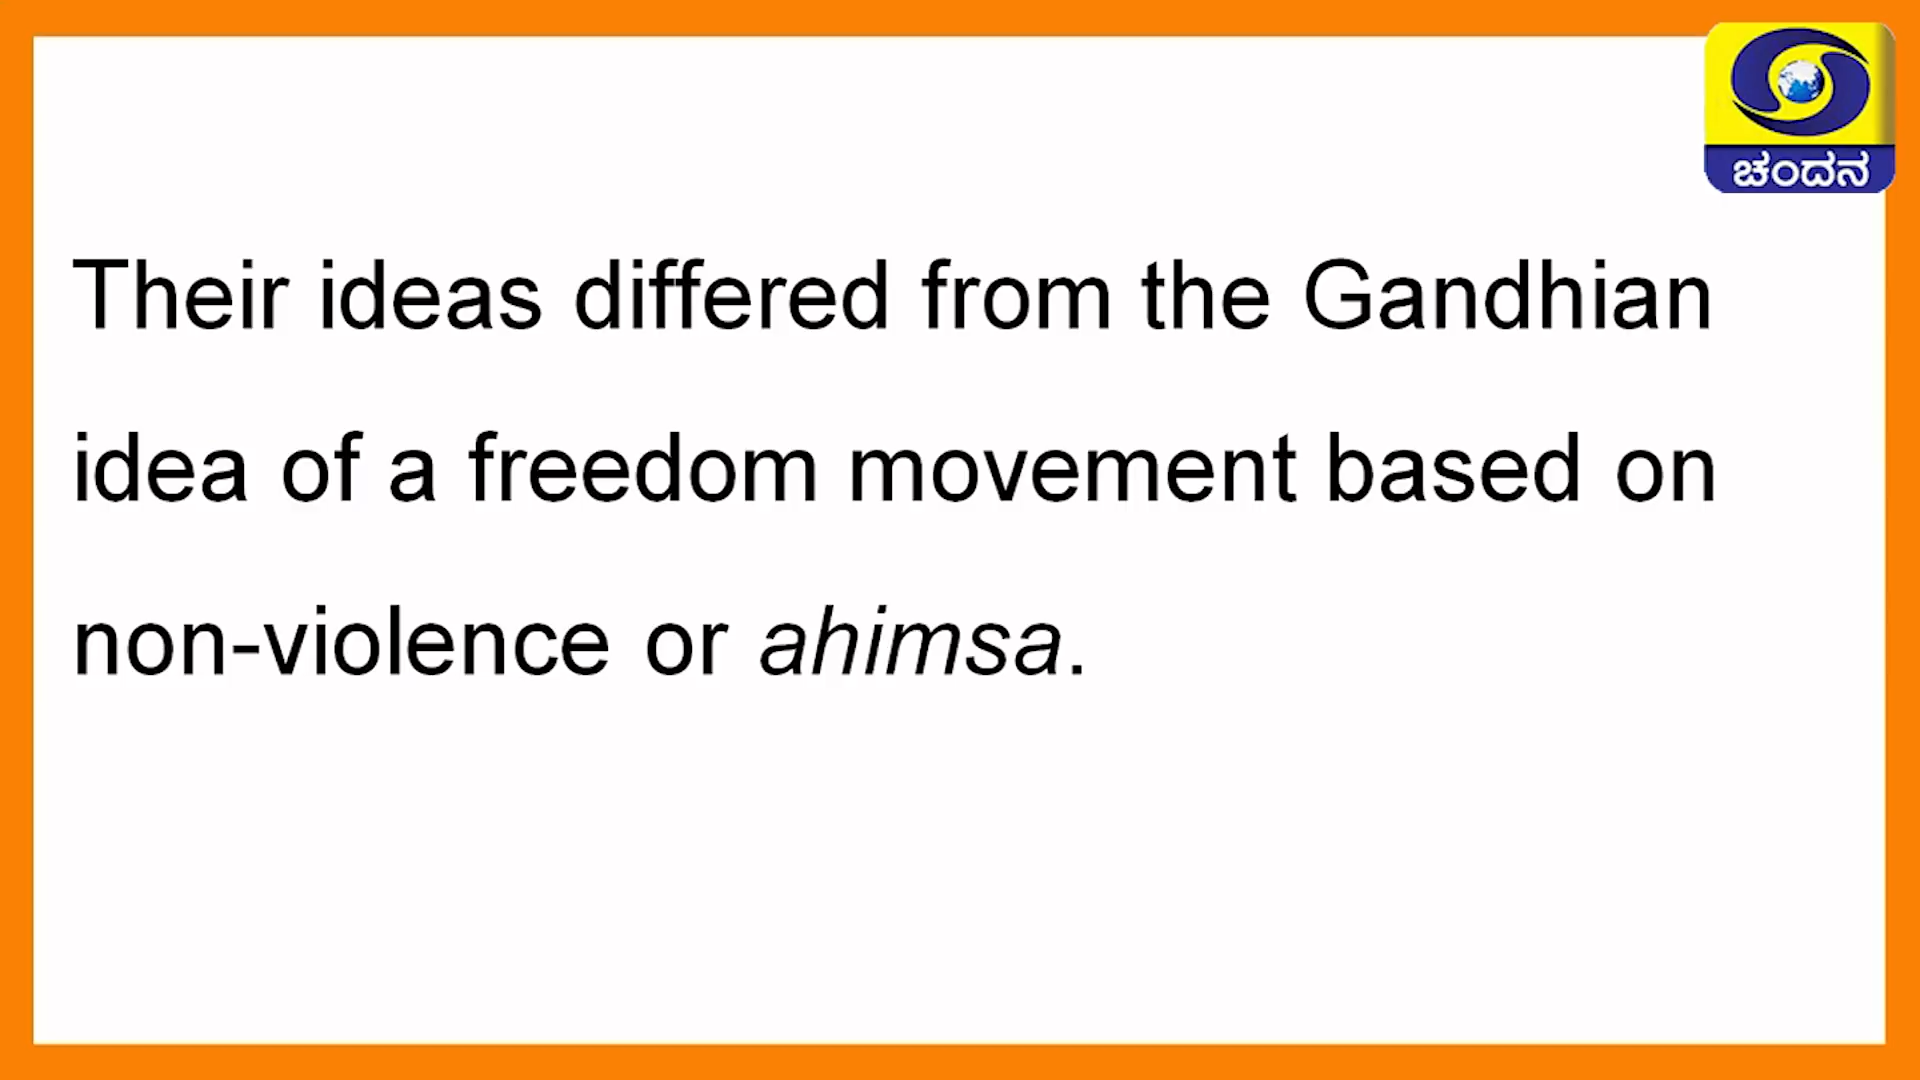 ಚಂದನ
Their ideas differed from the Gandhian
idea of a freedom movement based on
non-violence or ahimsa.